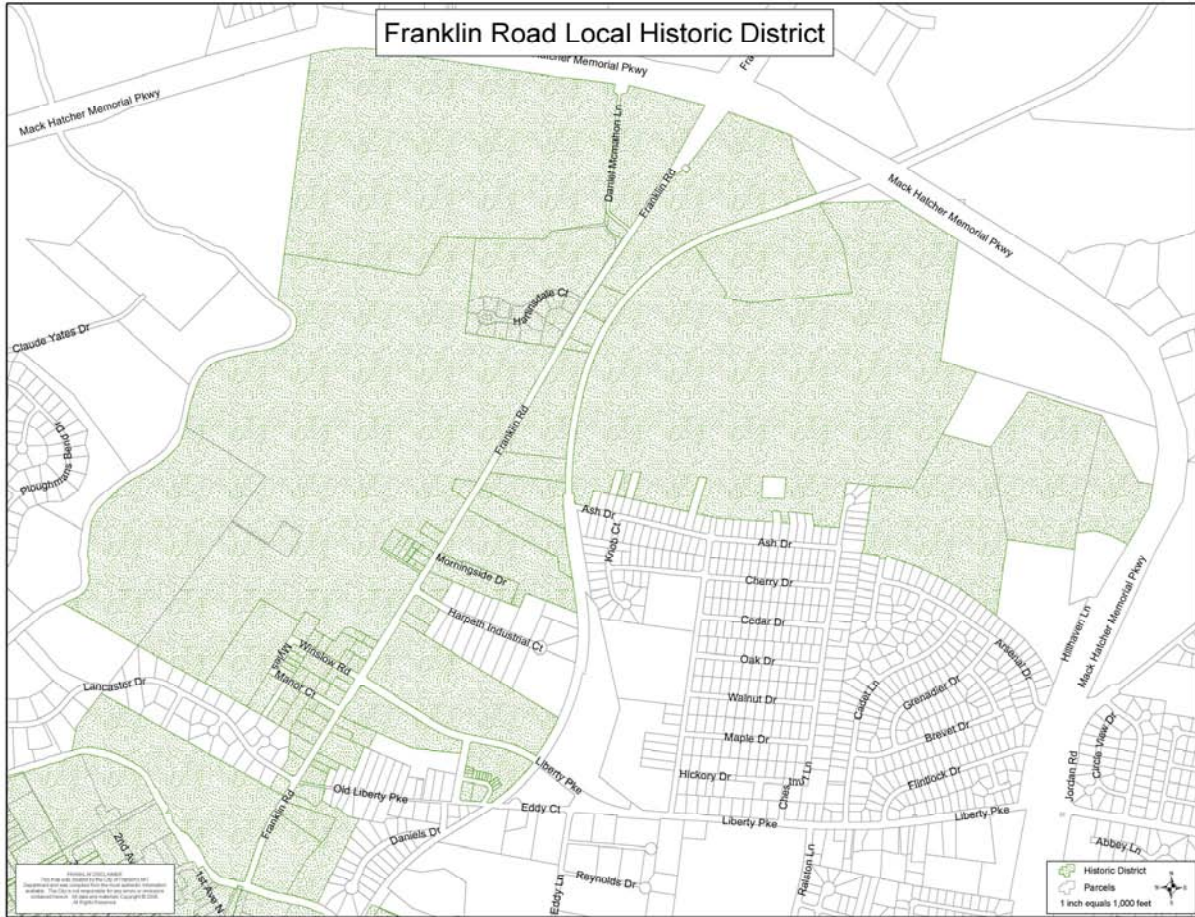 Franklin Road Local Historic District
Mack Hatcher Memorial Pkwy
Hatcher Memorial Pkwy
Fra
Daniel Mcmahon Ln
Franklin Rd
Mack Hatcher Memorial Pkwy
Harlinsdale Ct
Claude Yates Dr
Franklin Rd
Ploughmans Bend Dr
Ash Dr
Knob Ct
Ash Dr
Morningside Dr
Cherry Dr
Harpeth Industrial Ct
Cedar Dr
Hillhaven Ln
Mack Hatcher Memorial Pkwy
Arsenal Dr
Winslow Rd
Myles
Manor Ct
Oak Dr
Lancaster Dr
Walnut Dr
Cadet Ln
Grenadier Dr
Maple Dr
Brevet Dr
Circle View Dr
Liberty Pke
Hickory Dr
Flintlock Dr
Jordan Rd
Old Liberty Pke
Eddy Ct
Liberty Pke
Liberty Pke
Franklin Rd
Daniels Dr
2nd Av
Abbey Ln
1st Ave N
Eddy Ln
Reynolds Dr
Ralston Ln
Historic District
Parcels
1 inch equals 1,000 feet
N
W
E
S